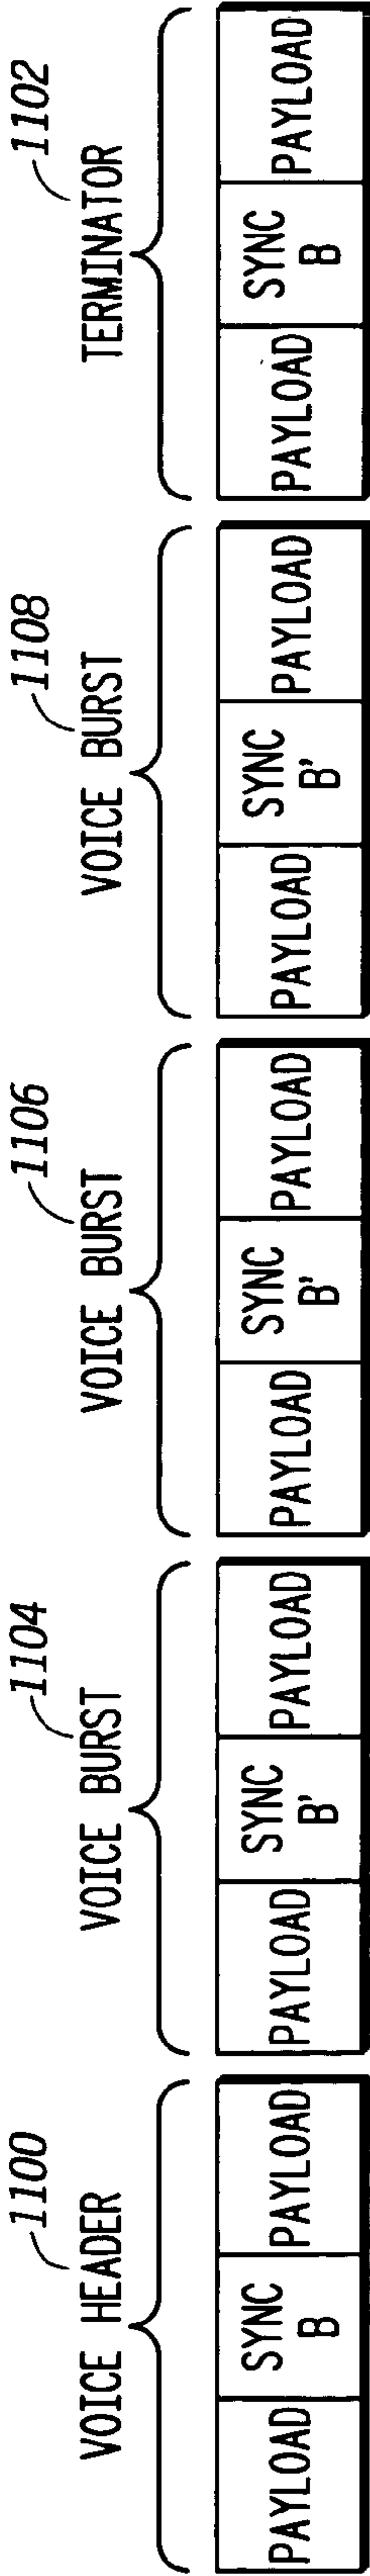 1100
VOICE HEADER
PAYLOAD
SYNC
B
PAYLOAD
1104
VOICE BURST
PAYLOAD
SYNC
B'
PAYLOAD
1106
VOICE BURST
PAYLOAD
SYNC
B'
PAYLOAD
1108
VOICE BURST
PAYLOAD
SYNC
B'
PAYLOAD
1102
TERMINATOR
PAYLOAD
SYNC
B
PAYLOAD